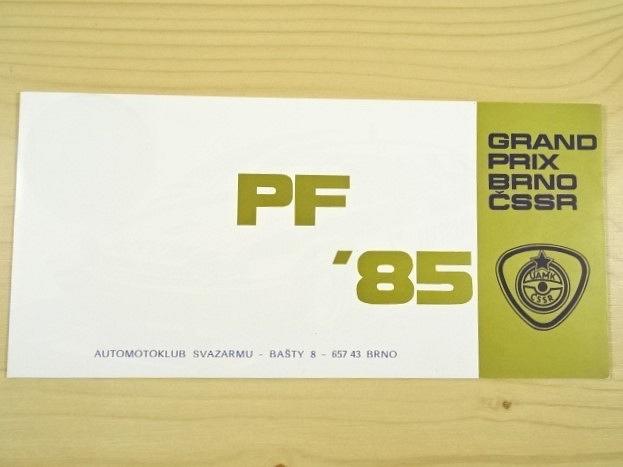 PF
'85
AUTOMOTOKLUB SVAZARMU - BAŠTY 8 - 657 43 BRNO
GRAND
PRIX
BRNO
ČSSR
ÚAMK
ČSSR